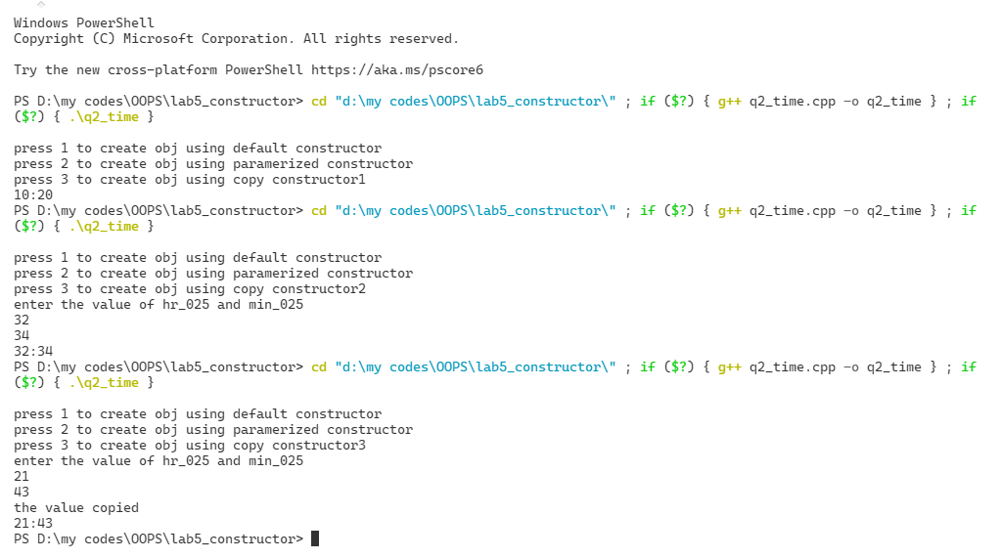 Windows PowerShell
Copyright (C) Microsoft Corporation. All rights reserved.
Try the new cross-platform PowerShell https://aka.ms/pscore6
PS D:\my codes\OOPS\lab5_constructor> cd "d:\my codes\OOPS\lab5_constructor\" ; if ($?) { g++ q2_time.cpp -o q2_time } ; if
($?) { .\q2_time }
press 1 to create obj using default constructor
press 2 to create obj using paramerized constructor
press 3 to create obj using copy constructor1
10:20
PS D:\my codes\OOPS\lab5_constructor> cd "d:\my codes\OOPS\lab5_constructor\" ; if ($?) { g++ q2_time.cpp -o q2_time } ; if
($?) { .\q2_time }
press 1 to create obj using default constructor
press 2 to create obj using paramerized constructor
press 3 to create obj using copy constructor2
enter the value of hr_025 and min_025
32
34
32:34
PS D:\my codes\OOPS\lab5_constructor> cd "d:\my codes\OOPS\lab5_constructor\" ; if ($?) { g++ q2_time.cpp -o q2_time } ; if
($?) { .\q2_time }
press 1 to create obj using default constructor
press 2 to create obj using paramerized constructor
press 3 to create obj using copy constructor3
enter the value of hr_025 and min_025
21
43
the value copied
21:43
PS D:\my codes\OOPS\lab5_constructor>